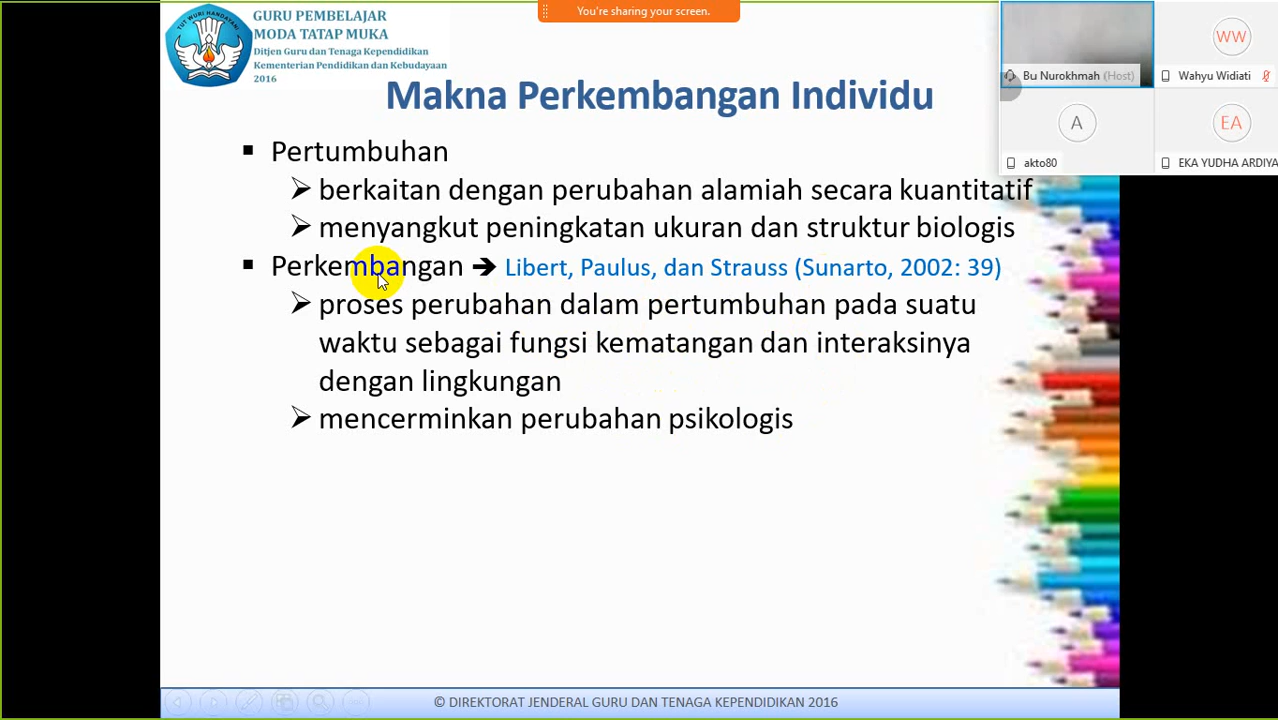 You're sharing your screen.
TUT WURI HANDAYANI
GURU PEMBELAJAR
MODA TATAP MUKA
Ditjen Guru dan Tenaga Kependidikan
Kementerian Pendidikan dan Kebudayaan
2016
WW
Bu Nurokhmah (Host)
Wahyu Widiati
A
EA
akto80
EKA YUDHA ARDIYA
Makna Perkembangan Individu
▪ Pertumbuhan
➢ berkaitan dengan perubahan alamiah secara kuantitatif
➢ menyangkut peningkatan ukuran dan struktur biologis
▪ Perkembangan ➔ Libert, Paulus, dan Strauss (Sunarto, 2002: 39)
➢ proses perubahan dalam pertumbuhan pada suatu
waktu sebagai fungsi kematangan dan interaksinya
dengan lingkungan
➢ mencerminkan perubahan psikologis
© DIREKTORAT JENDERAL GURU DAN TENAGA KEPENDIDIKAN 2016